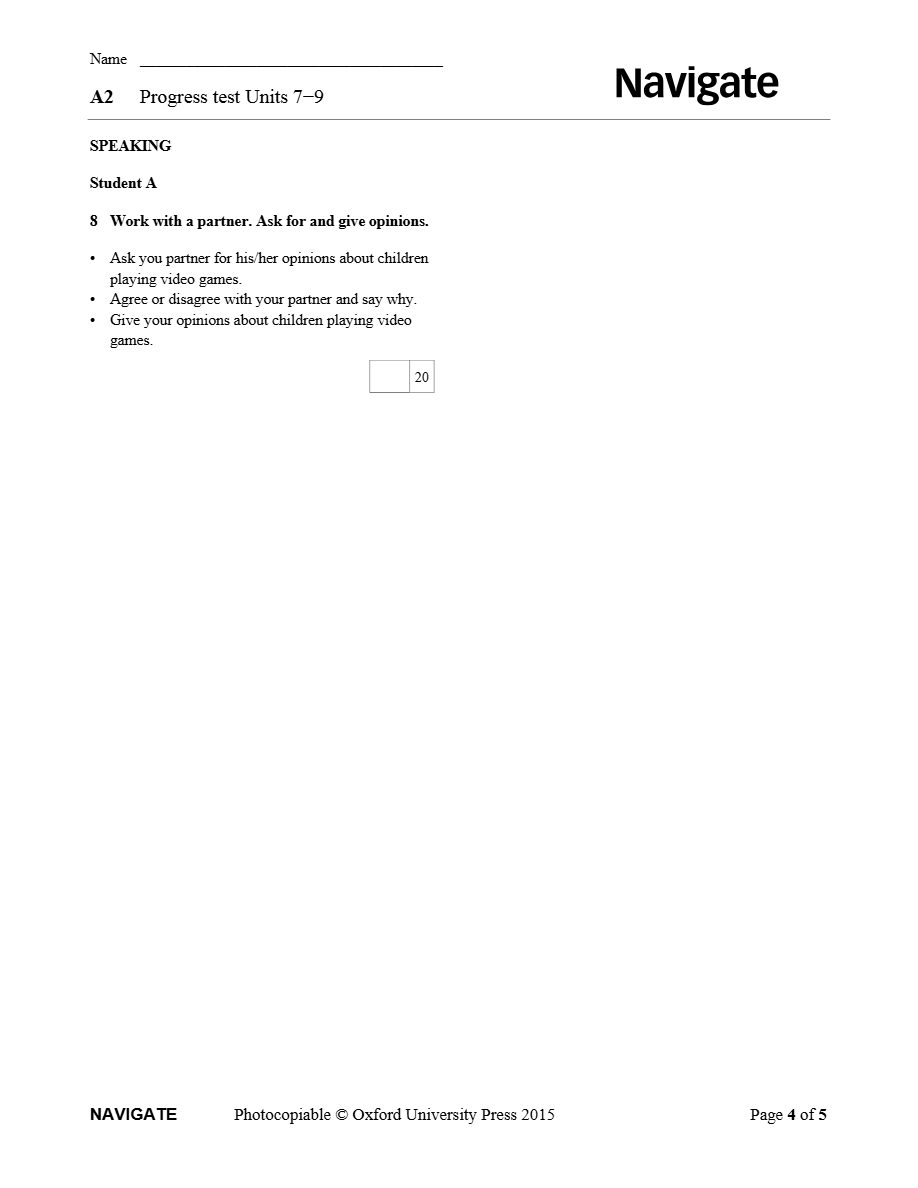 Name ______________________________________
Navigate
A2 Progress test Units 7−9
SPEAKING
Student A
8 Work with a partner. Ask for and give opinions.
• Ask you partner for his/her opinions about children
playing video games.
• Agree or disagree with your partner and say why.
• Give your opinions about children playing video
games.
20
NAVIGATE Photocopiable © Oxford University Press 2015 Page 4 of 5